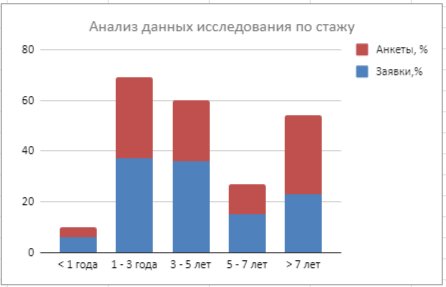 Анализ данных исследования по стажу
Анкеты, %
Заявки,%
80
60
40
20
0
< 1 года
1 - 3 года
3 - 5 лет
5 - 7 лет
> 7 лет